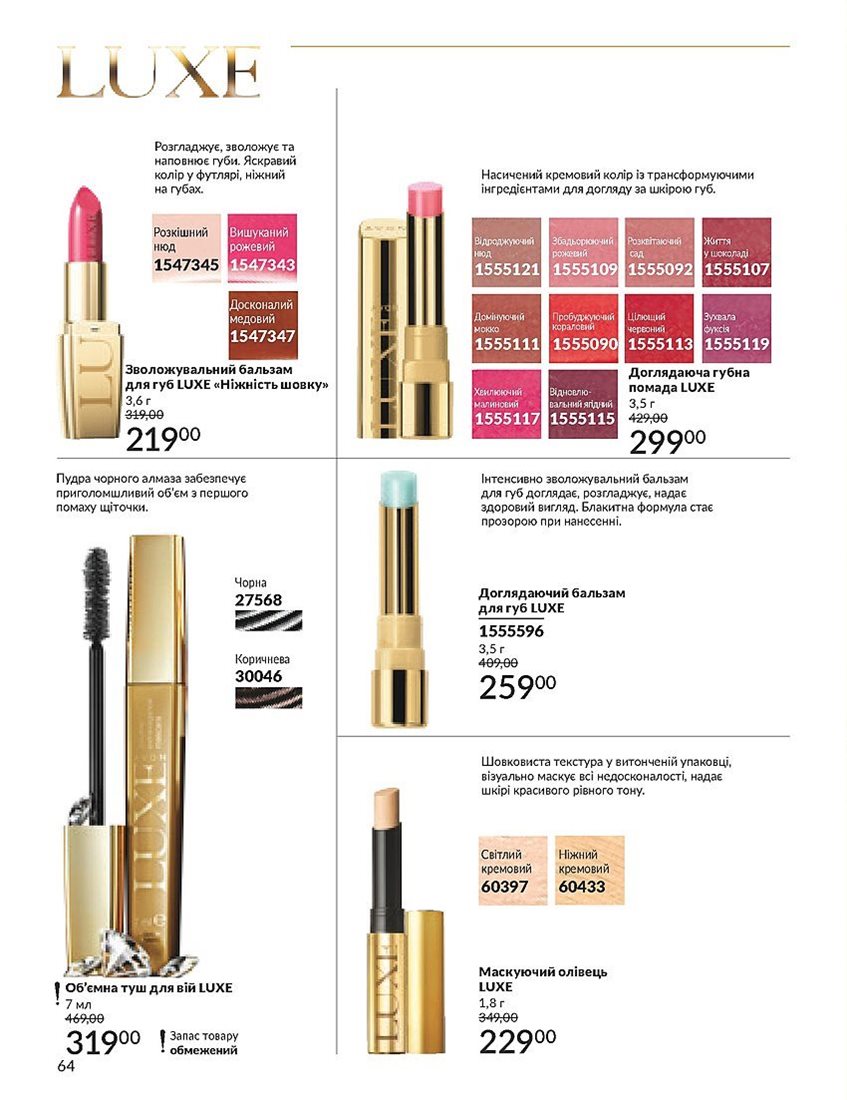 LUXE
Розгладжує, зволожує та
наповнює губи. Яскравий
колір у футлярі, ніжний
на губах.
Розкішний
нюд
1547345
Вишуканий
рожевий
1547343
Досконалий
медовий
1547347
Зволожувальний бальзам
для губ LUXE «Ніжність шовку»
3,6 г
319,00
219 00
Насичений кремовий колір із трансформуючими
інгредієнтами для догляду за шкірою губ.
Відроджуючий
нюд
1555121
Збадьорюючий
рожевий
1555109
Розквітаючий
сад
1555092
Життя
у шоколаді
1555107
Домінуючий
мокко
1555111
Пробуджуючий
кораловий
1555090
Цілющий
червоний
1555113
Зухвала
фуксія
1555119
Хвилюючий
малиновий
1555117
Відновлю-
вальний ягідний
1555115
Доглядаюча губна
помада LUXE
3,5 г
429,00
299 00
Пудра чорного алмаза забезпечує
приголомшливий об’єм з першого
помаху щіточки.
Чорна
27568
Коричнева
30046
LUXE
! Об’ємна туш для вій LUXE
7 мл
469,00
319 00
! Запас товару
обмежений
Інтенсивно зволожувальний бальзам
для губ доглядає, розгладжує, надає
здоровий вигляд. Блакитна формула стає
прозорою при нанесенні.
Доглядаючий бальзам
для губ LUXE
1555596
3,5 г
409,00
259 00
Шовковиста текстура у витонченій упаковці,
візуально маскує всі недосконалості, надає
шкірі красивого рівного тону.
Світлий
кремовий
60397
Ніжний
кремовий
60433
LUXE
Маскуючий олівець
LUXE
1,8 г
349,00
229 00
64